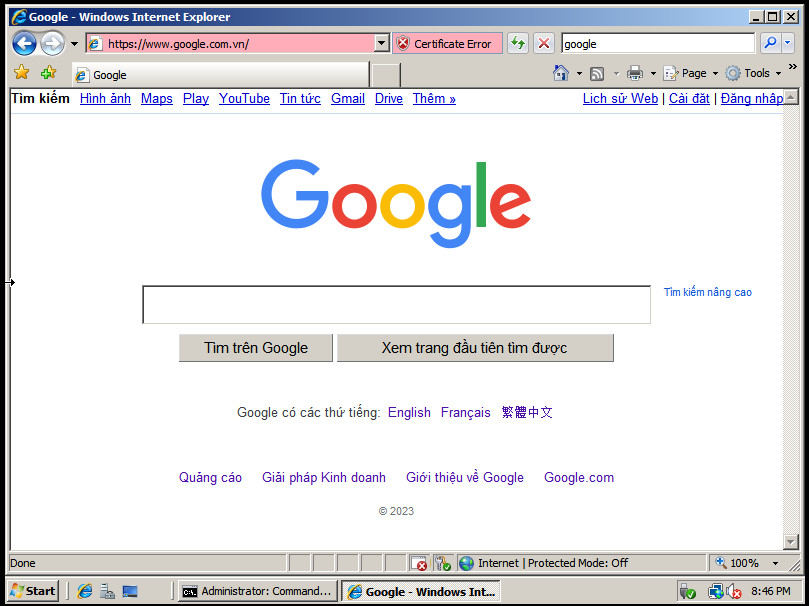 Google - Windows Internet Explorer
https://www.google.com.vn/ Certificate Error google
Google Page Tools »
Tìm kiếm Hình ảnh Maps Play YouTube Tin tức Gmail Drive Thêm » Lịch sử Web | Cài đặt | Đăng nhập
Google
Tìm kiếm nâng cao
Tìm trên Google Xem trang đầu tiên tìm được
Google có các thứ tiếng: English Français 繁體中文
Quảng cáo Giải pháp Kinh doanh Giới thiệu về Google Google.com
© 2023
Done Internet | Protected Mode: Off 100%
Start Administrator: Command... Google - Windows Int... 8:46 PM